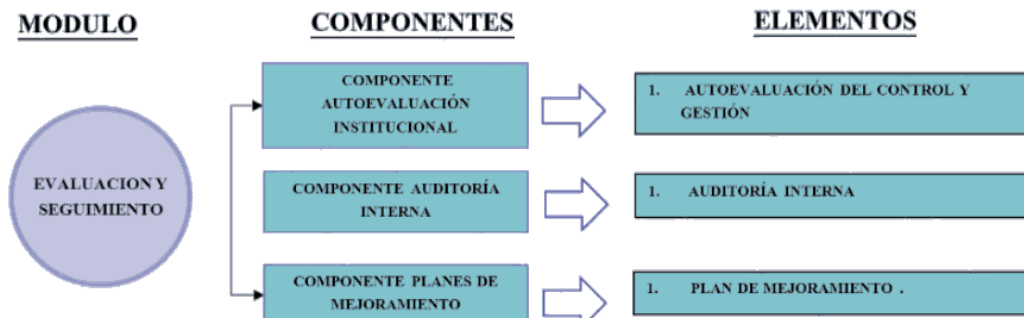 MODULO
COMPONENTES
ELEMENTOS
EVALUACION Y
SEGUIMIENTO
COMPONENTE
AUTOEVALUACIÓN
INSTITUCIONAL
1. AUTOEVALUACIÓN DEL CONTROL Y
GESTIÓN
COMPONENTE AUDITORÍA
INTERNA
1. AUDITORÍA INTERNA
COMPONENTE PLANES DE
MEJORAMIENTO
1. PLAN DE MEJORAMIENTO .